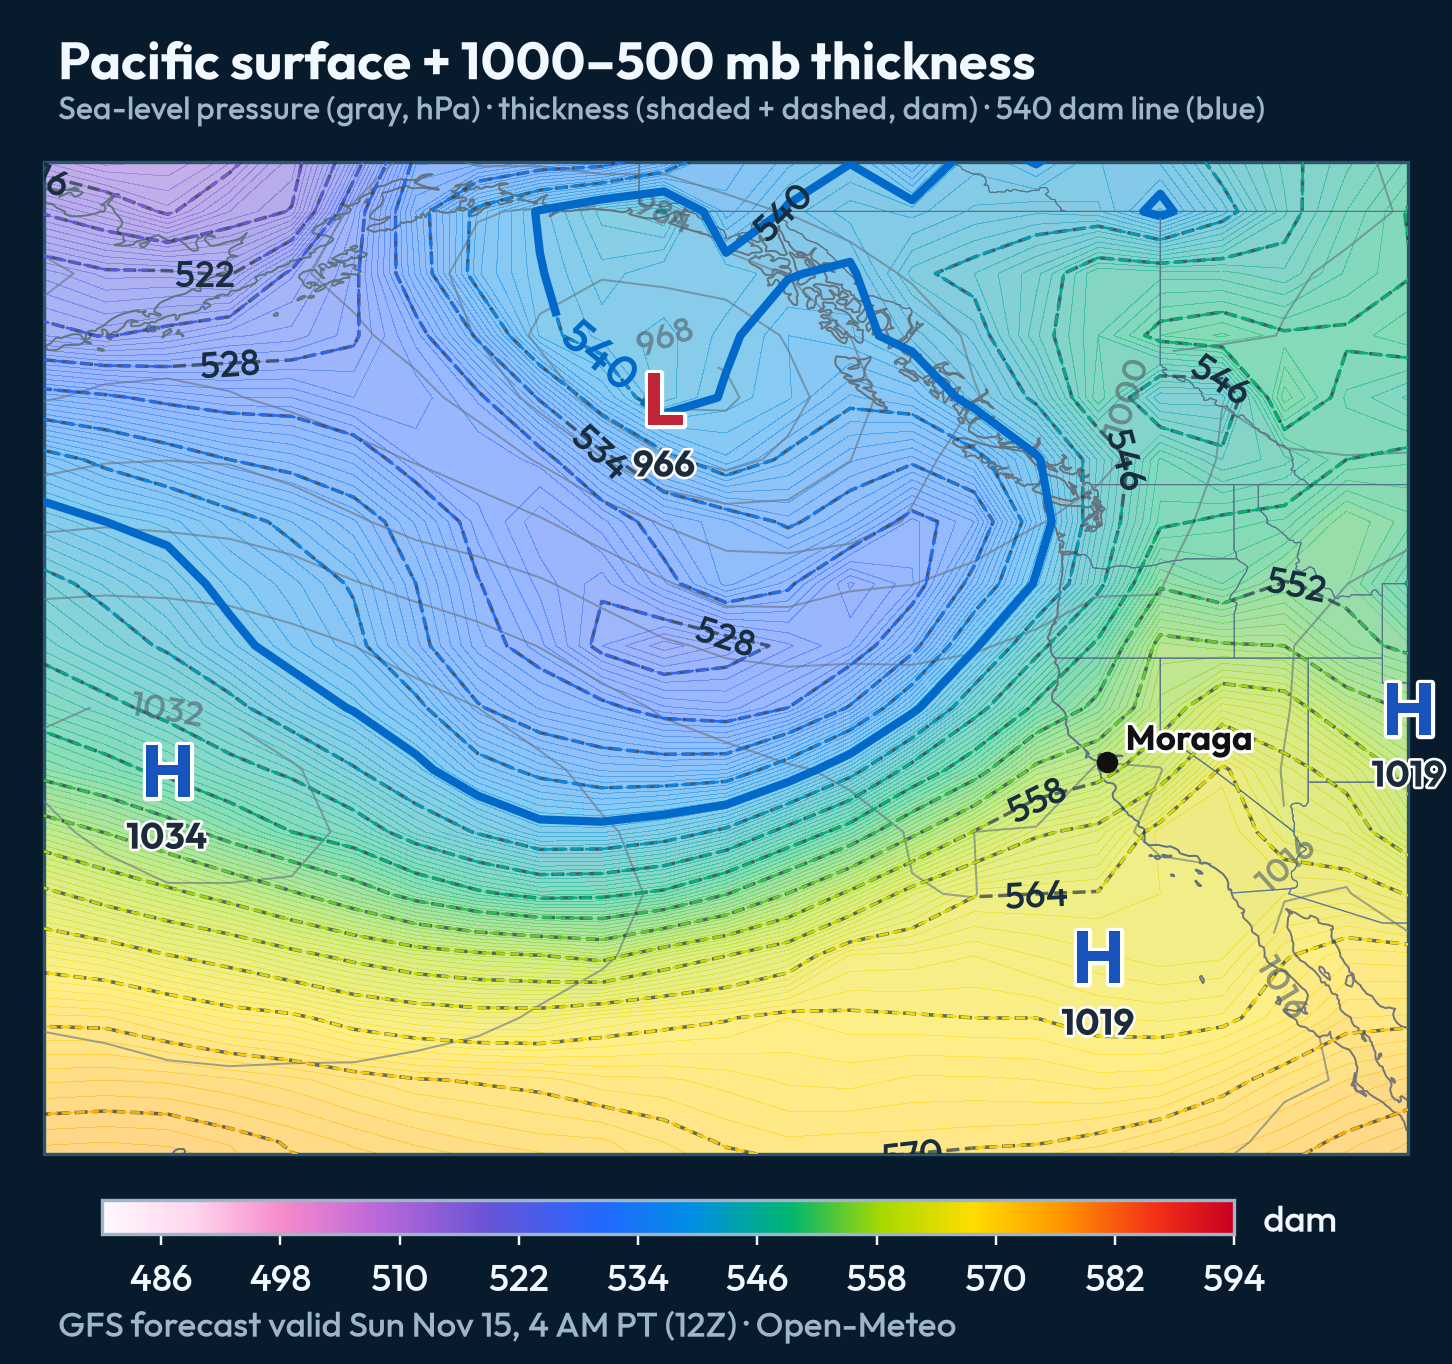 Pacific surface + 1000–500 mb thickness
Sea-level pressure (gray, hPa) · thickness (shaded + dashed, dam) · 540 dam line (blue)
6
984
540
522
528
540
968
L
966
534
546
1000
546
552
528
1032
H
1034
H
1019
Moraga
558
564
1016
H
1019
1016
570
dam
486 498 510 522 534 546 558 570 582 594
GFS forecast valid Sun Nov 15, 4 AM PT (12Z) · Open-Meteo